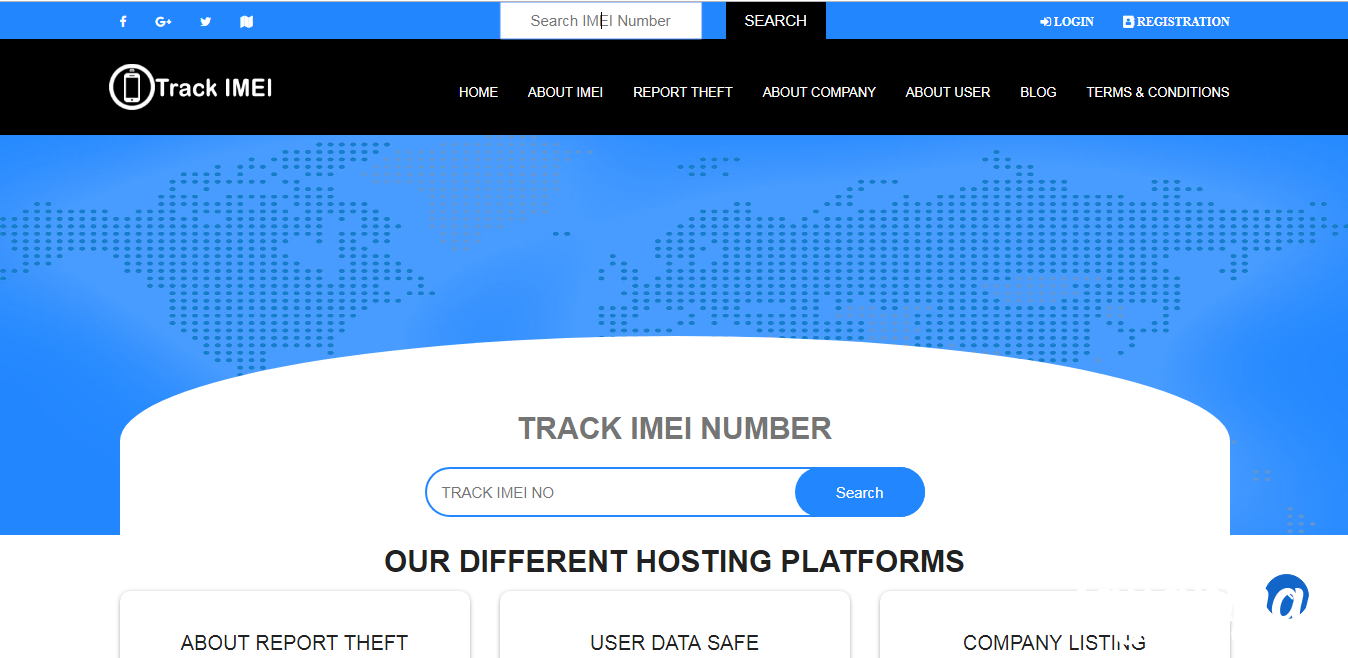 Search IMEI Number
SEARCH
LOGIN
REGISTRATION
Track IMEI
HOME
ABOUT IMEI
REPORT THEFT
ABOUT COMPANY
ABOUT USER
BLOG
TERMS & CONDITIONS
TRACK IMEI NUMBER
TRACK IMEI NO
Search
OUR DIFFERENT HOSTING PLATFORMS
ABOUT REPORT THEFT
USER DATA SAFE
COMPANY LISTING